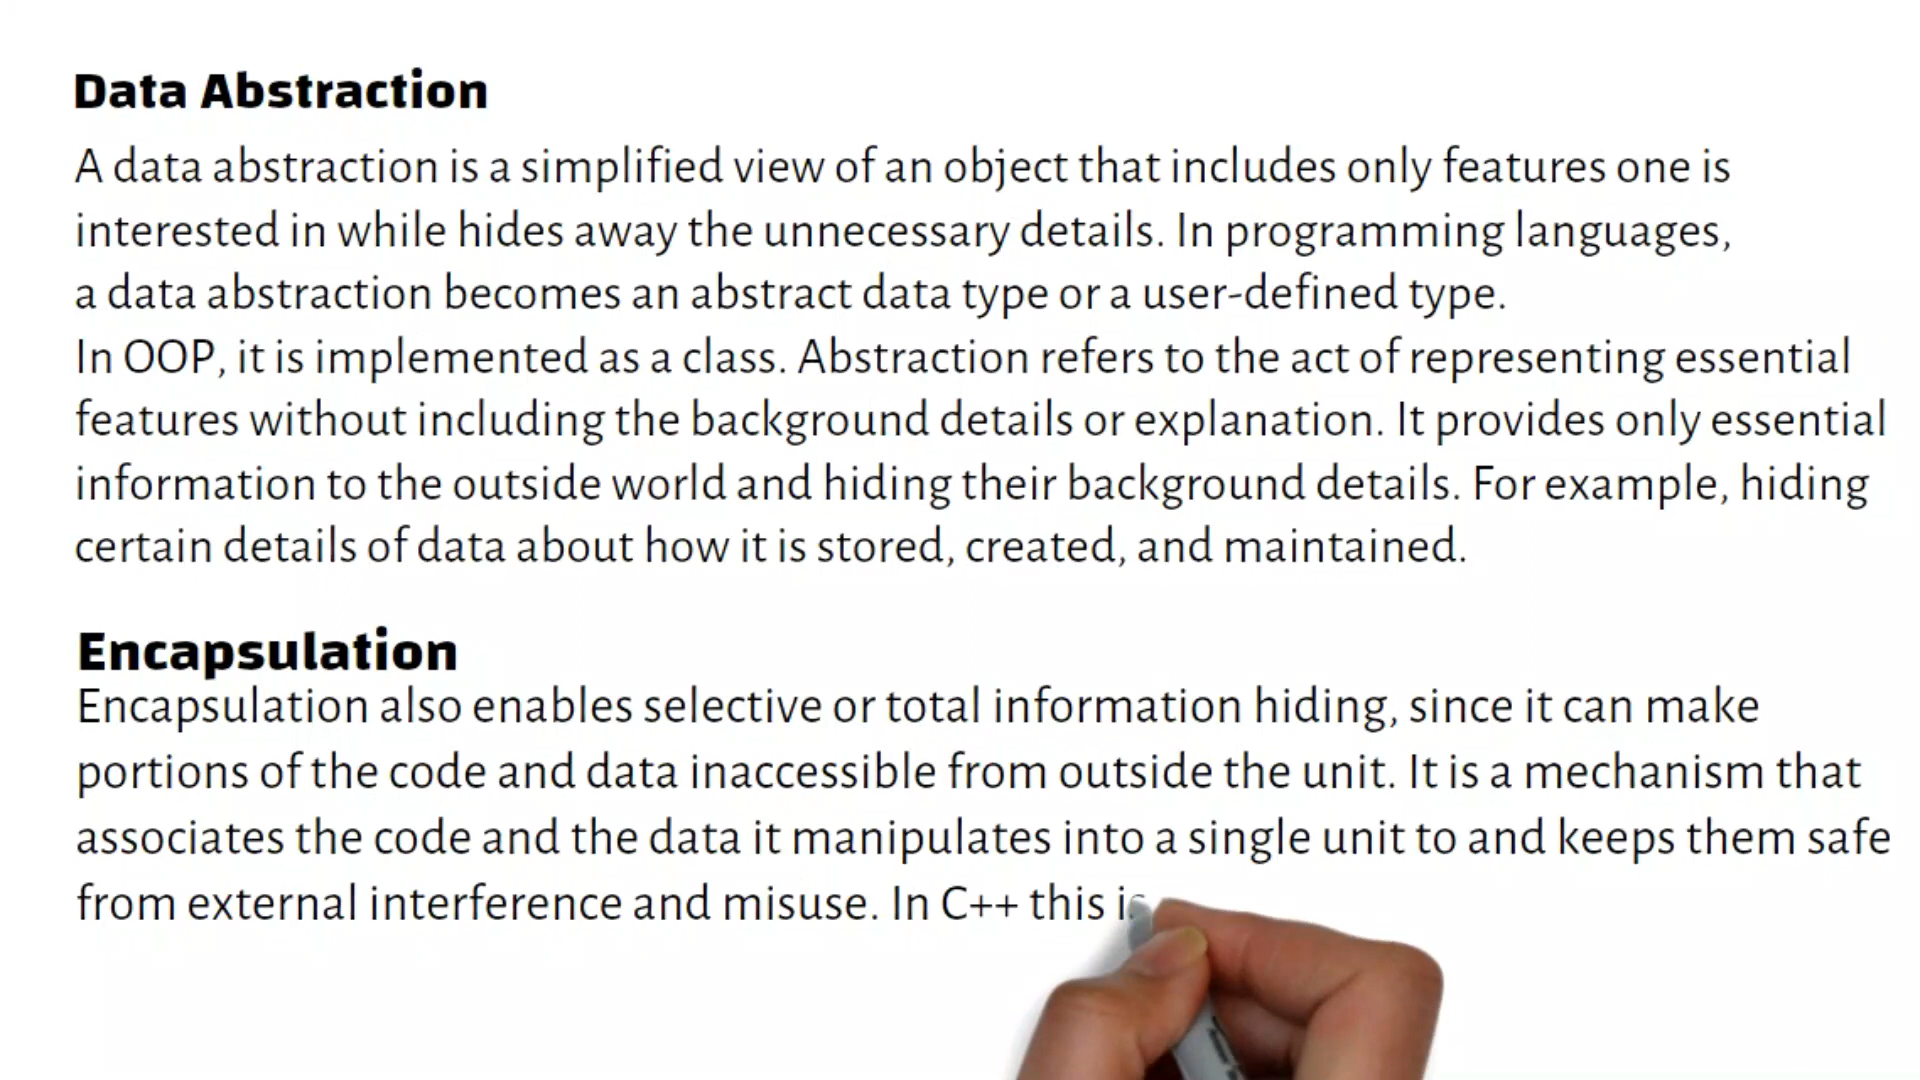 Data Abstraction
A data abstraction is a simplified view of an object that includes only features one is
interested in while hides away the unnecessary details. In programming languages,
a data abstraction becomes an abstract data type or a user-defined type.
In OOP, it is implemented as a class. Abstraction refers to the act of representing essential
features without including the background details or explanation. It provides only essential
information to the outside world and hiding their background details. For example, hiding
certain details of data about how it is stored, created, and maintained.
Encapsulation
Encapsulation also enables selective or total information hiding, since it can make
portions of the code and data inaccessible from outside the unit. It is a mechanism that
associates the code and the data it manipulates into a single unit to and keeps them safe
from external interference and misuse. In C++ this is